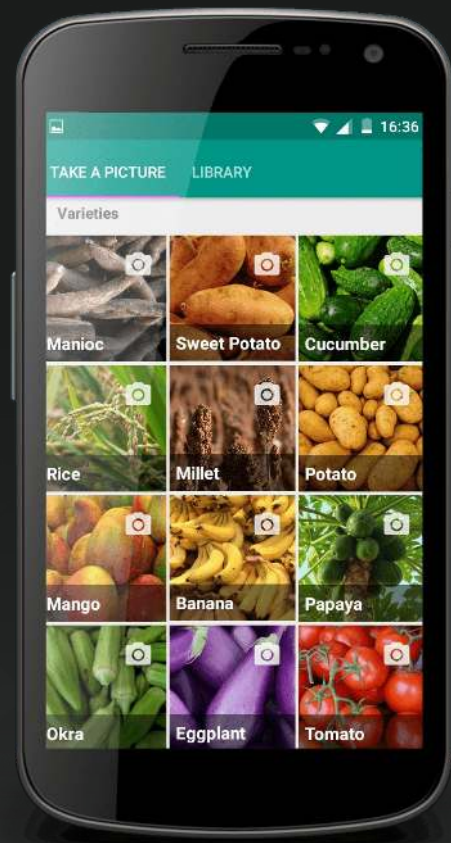 16:36
TAKE A PICTURE LIBRARY
Varieties
Manioc Sweet Potato Cucumber
Rice Millet Potato
Mango Banana Papaya
Okra Eggplant Tomato